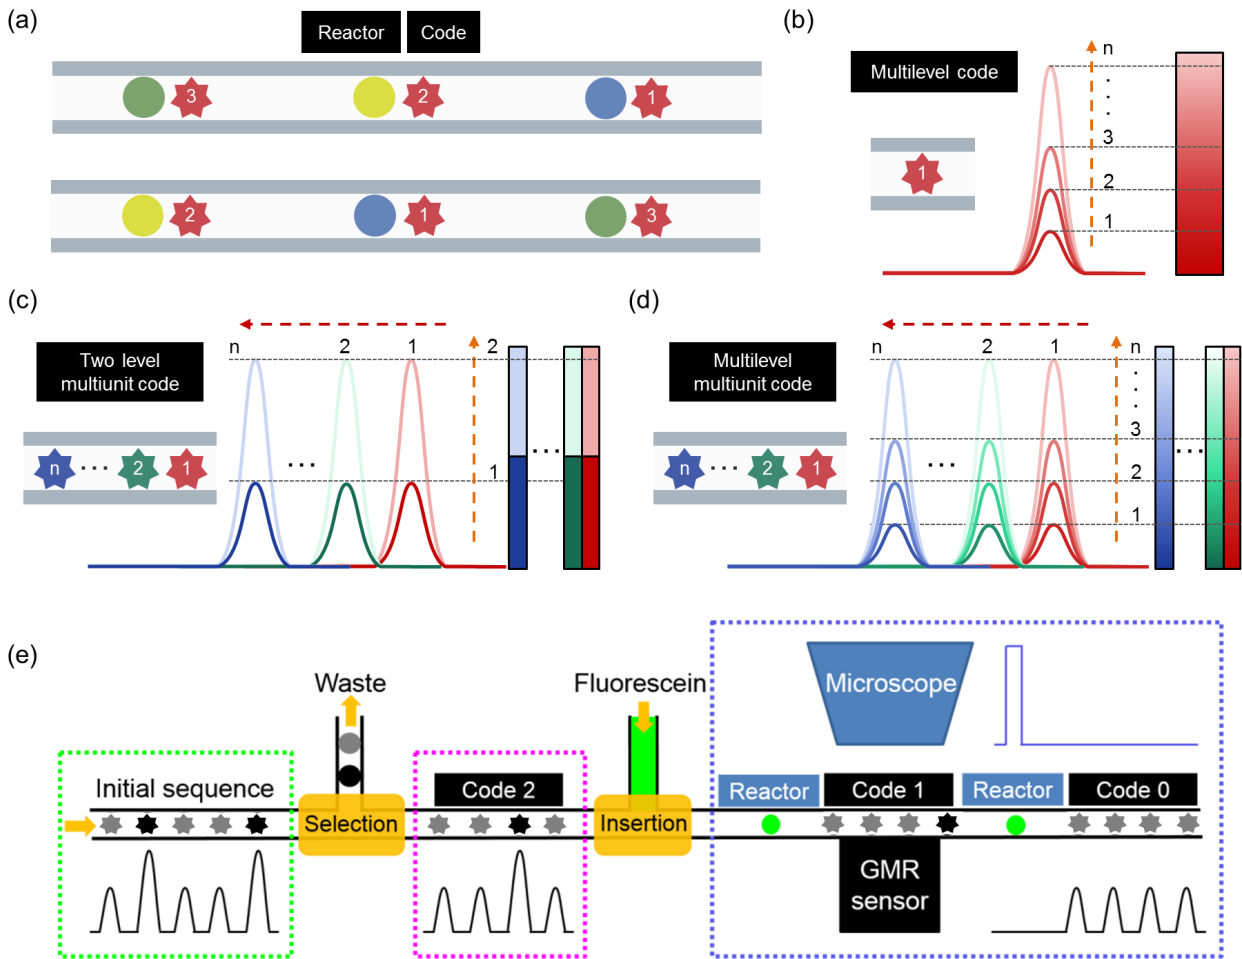 (a)
Reactor Code
3 2 1
2 1 3
(b)
Multilevel code
1
n
.
.
.
3
2
1
(c)
Two level
multiunit code
n ... 2 1
n 2 1 2
...
1
...
(d)
Multilevel
multiunit code
n ... 2 1
n 2 1 n
.
.
.
3
...
2
1
...
(e)
Waste
Fluorescein
Microscope
Initial sequence
Selection
Code 2
Insertion
Reactor Code 1 Reactor Code 0
GMR
sensor